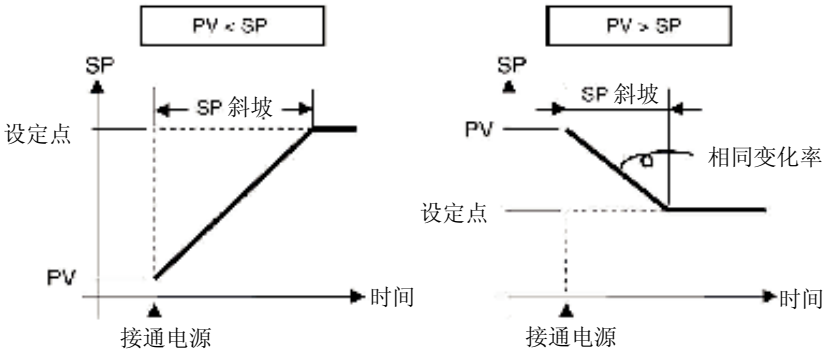 PV < SP
SP
SP 斜坡
设定点
PV
时间
接通电源
PV > SP
SP
SP 斜坡
PV
相同变化率
设定点
时间
接通电源